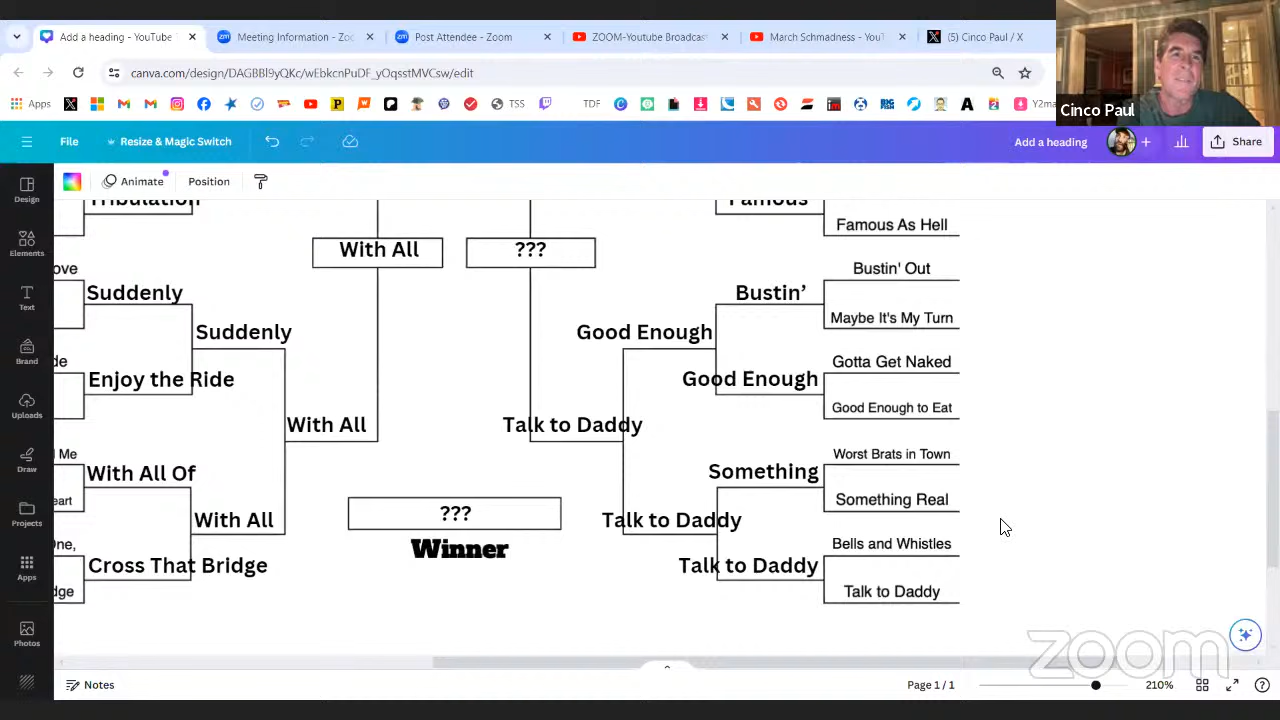 Add a heading - YouTube
Meeting Information - Zoo
Post Attendee - Zoom
ZOOM-Youtube Broadcas
March Schmadness - YouT
(5) Cinco Paul / X
canva.com/design/DAGBBl9yQKc/wEbkcnPuDF_yOqsstMVCsw/edit
Apps
TSS
TDF
Y2ma
Cinco Paul
File
Resize & Magic Switch
Add a heading
Share
Animate
Position
Design
Elements
Text
Brand
Uploads
Draw
Projects
Apps
Photos
Tribulation
Famous
Famous As Hell
With All
???
ove
Bustin' Out
Suddenly
Bustin’
Maybe It's My Turn
Suddenly
Good Enough
de
Gotta Get Naked
Enjoy the Ride
Good Enough
Good Enough to Eat
With All
Talk to Daddy
Me
Worst Brats in Town
With All Of
Something
eart
Something Real
With All
???
Talk to Daddy
One,
Winner
Bells and Whistles
Cross That Bridge
Talk to Daddy
dge
Talk to Daddy
zoom
Notes
Page 1 / 1
210%